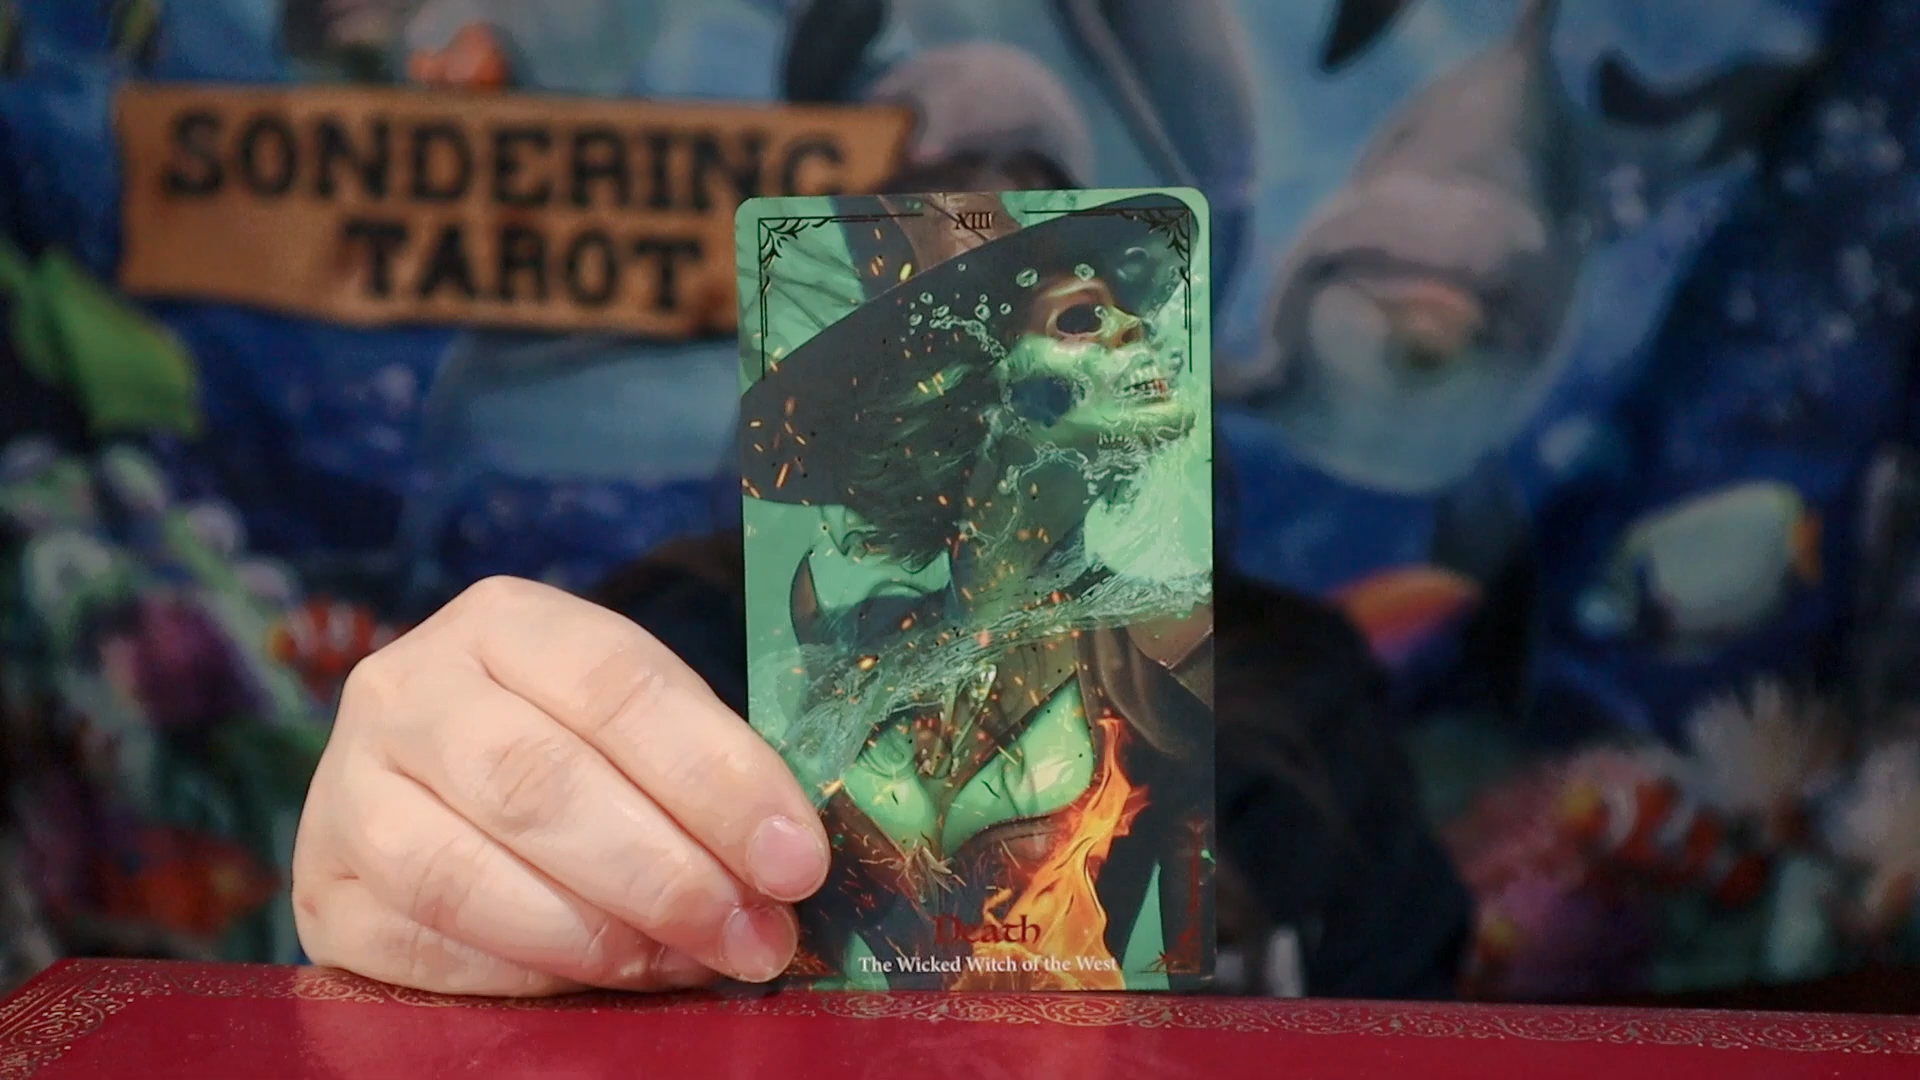 SONDERING
TAROT
XIII
Death
The Wicked Witch of the West